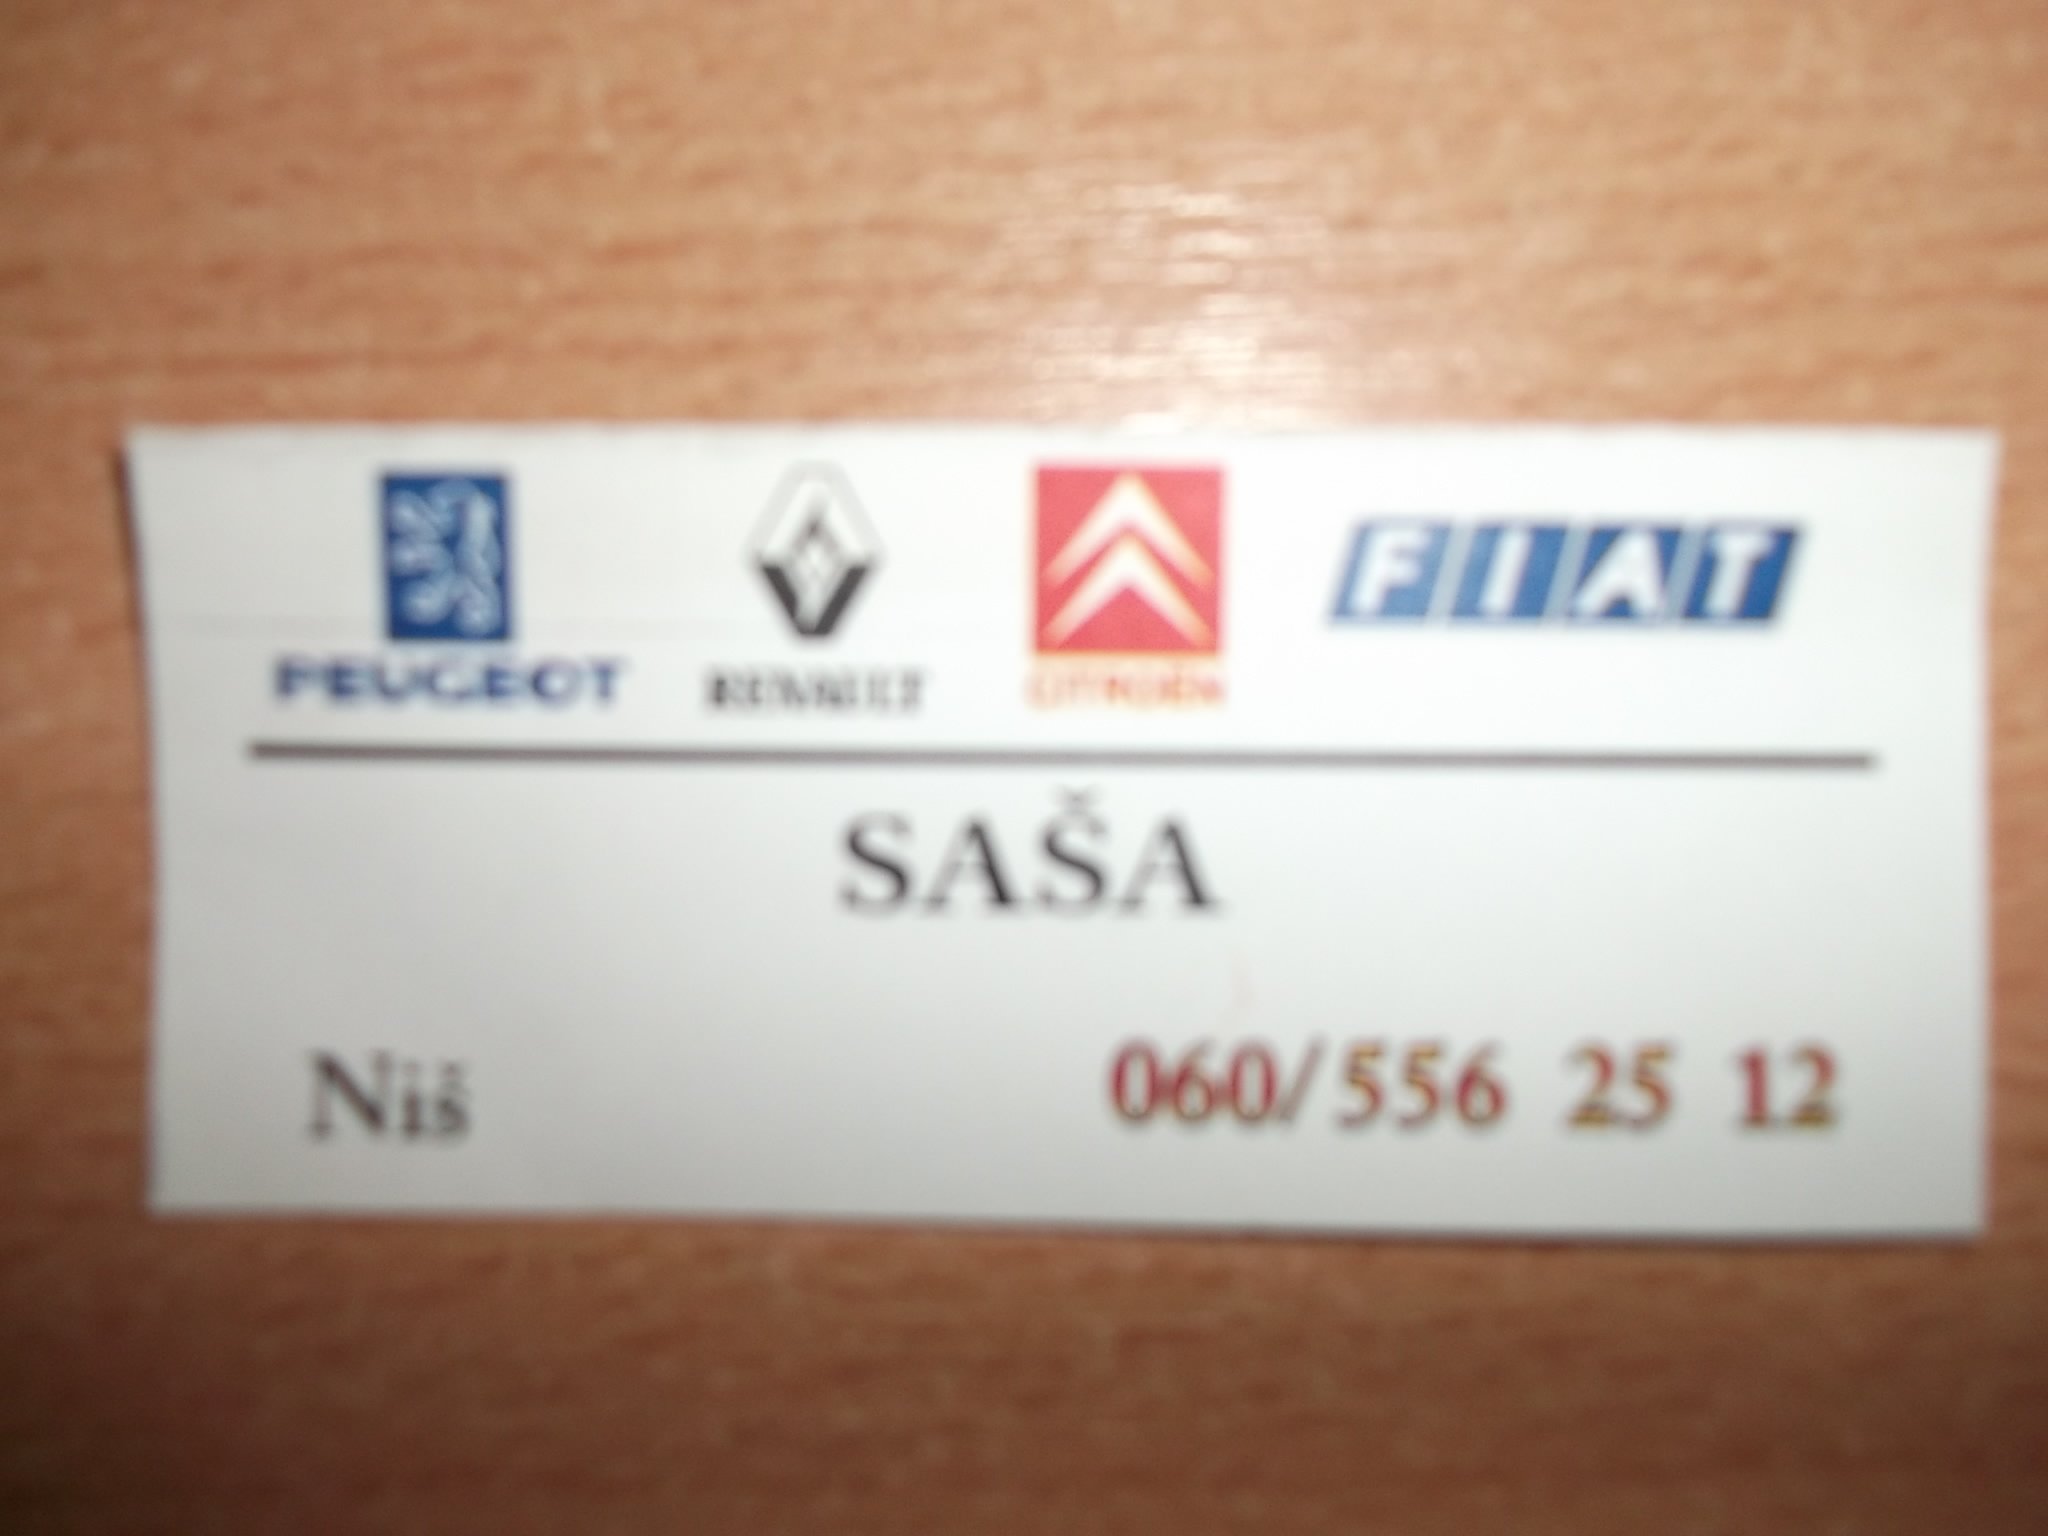 PEUGEOT RENAULT CITROËN FIAT
SAŠA
Niš 060/556 25 12